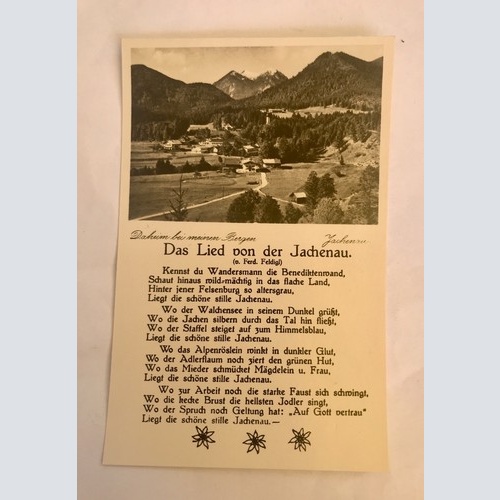 Daheim bei meinen Bergen Jachenau
Das Lied von der Jachenau.
(v. Ferd. Feldigl)
Kennst du Wandersmann die Benediktenwand,
Schaut hinaus wild-mächtig in das flache Land,
Hinter jener Felsenburg so altersgrau,
Liegt die schöne stille Jachenau.
Wo der Walchensee in seinem Dunkel grüßt,
Wo die Jachen silbern durch das Tal hin fließt,
Wo der Staffel steiget auf zum Himmelsblau,
Liegt die schöne stille Jachenau.
Wo das Alpenröslein winkt in dunkler Glut,
Wo der Adlerflaum noch ziert den grünen Hut,
Wo das Mieder schmücket Mägdelein u. Frau,
Liegt die schöne stille Jachenau.
Wo zur Arbeit noch die starke Faust sich schwingt,
Wo die kecke Brust die hellsten Jodler singt,
Wo der Spruch noch Geltung hat: „Auf Gott vertrau"
Liegt die schöne stille Jachenau.—